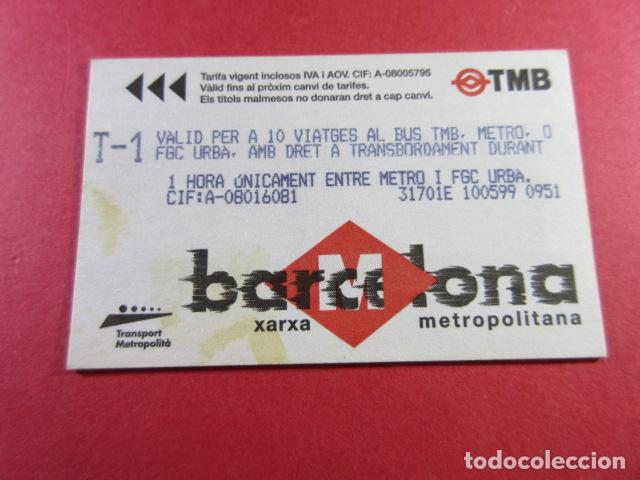 Tarifa vigent inclosos IVA i AOV. CIF: A-08005795
Vàlid fins al pròxim canvi de tarifes.
Els títols malmesos no donaran dret a cap canvi.
TMB
T-1
VALID PER A 10 VIATGES AL BUS TMB, METRO, O
FGC URBA, AMB DRET A TRANSBORDAMENT DURANT
1 HORA úNICAMENT ENTRE METRO I FGC URBA.
CIF:A-08016081 31701E 100599 0951
barcelona
M
xarxa metropolitana
Transport
Metropolità
todocoleccion
todocoleccion.net